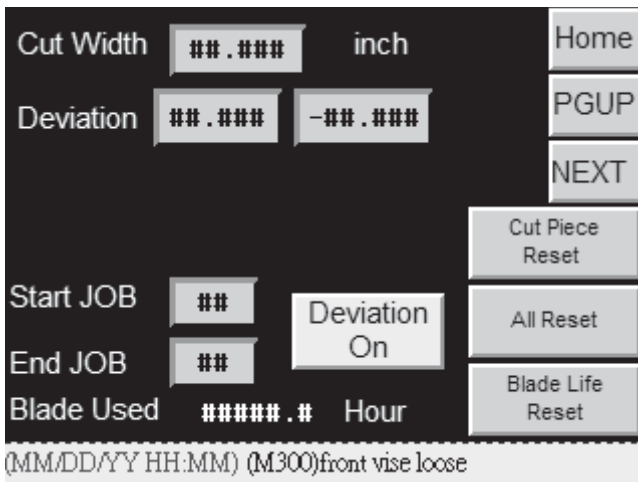 Cut Width ##.### inch Home
Deviation ##.### -##.### PGUP
NEXT
Cut Piece
Reset
Start JOB ##
Deviation
On
All Reset
End JOB ##
Blade Life
Reset
Blade Used #####.# Hour
(MM/DD/YY HH:MM) (M300)front vise loose